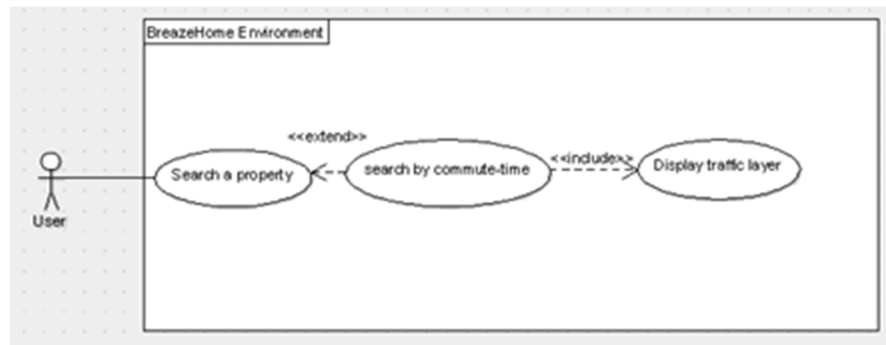 BreazeHome Environment
<<extend>>
<<include>>
Search a property
search by commute-time
Display traffic layer
User